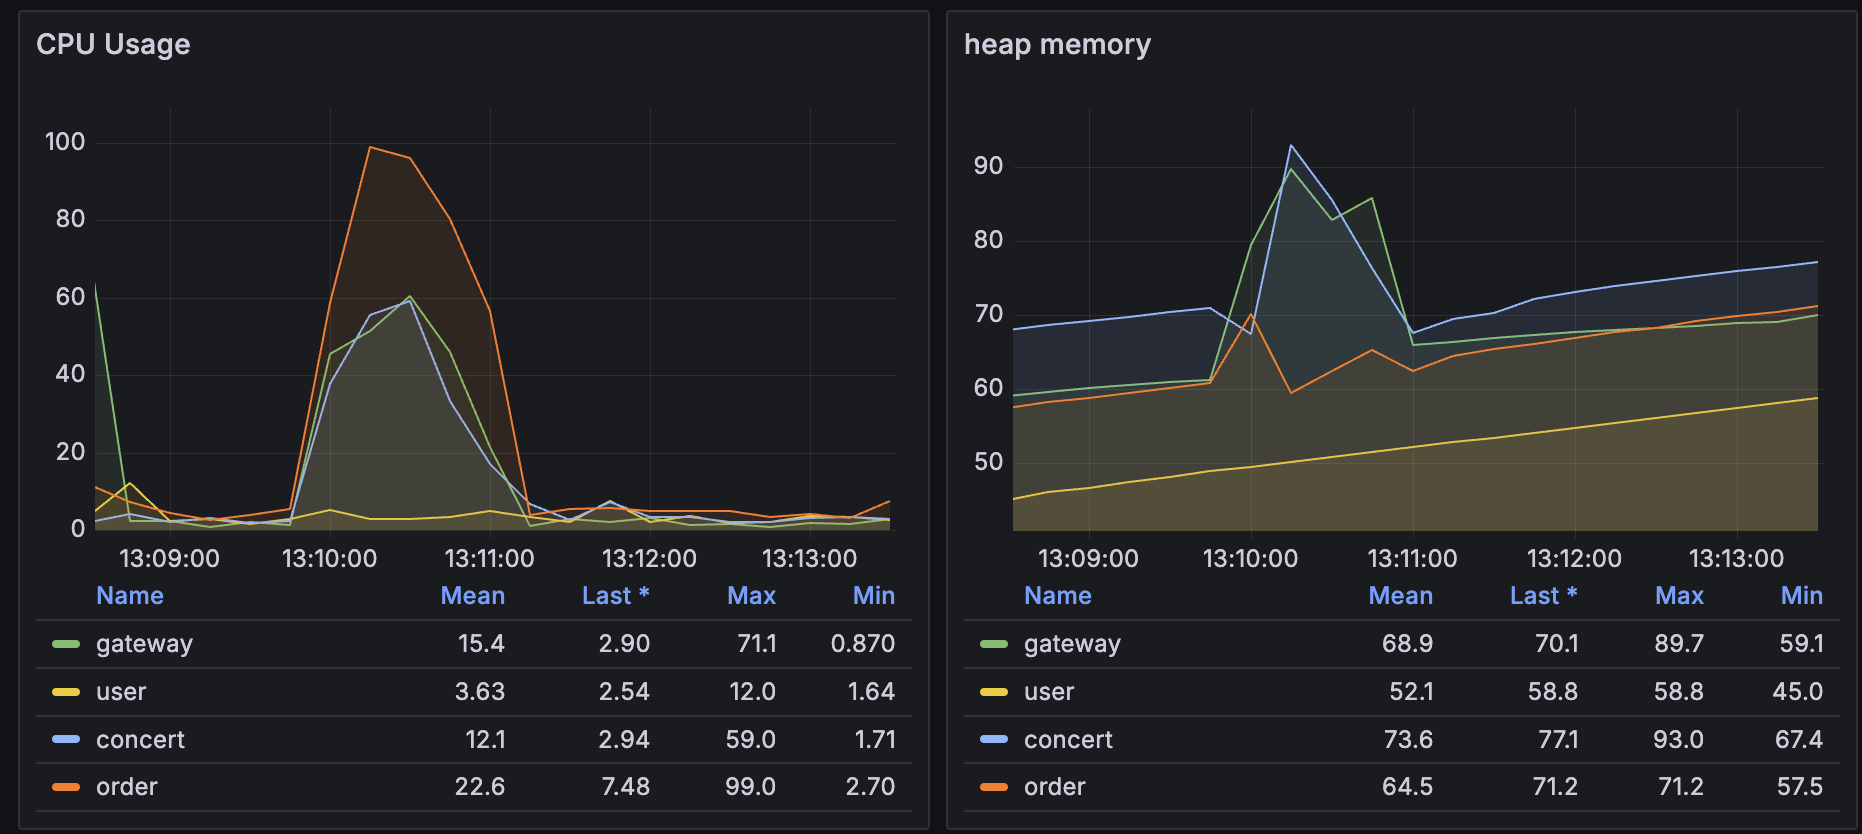 CPU Usage
100
80
60
40
20
0
13:09:00 13:10:00 13:11:00 13:12:00 13:13:00
Name Mean Last * Max Min
gateway 15.4 2.90 71.1 0.870
user 3.63 2.54 12.0 1.64
concert 12.1 2.94 59.0 1.71
order 22.6 7.48 99.0 2.70
heap memory
90
80
70
60
50
13:09:00 13:10:00 13:11:00 13:12:00 13:13:00
Name Mean Last * Max Min
gateway 68.9 70.1 89.7 59.1
user 52.1 58.8 58.8 45.0
concert 73.6 77.1 93.0 67.4
order 64.5 71.2 71.2 57.5